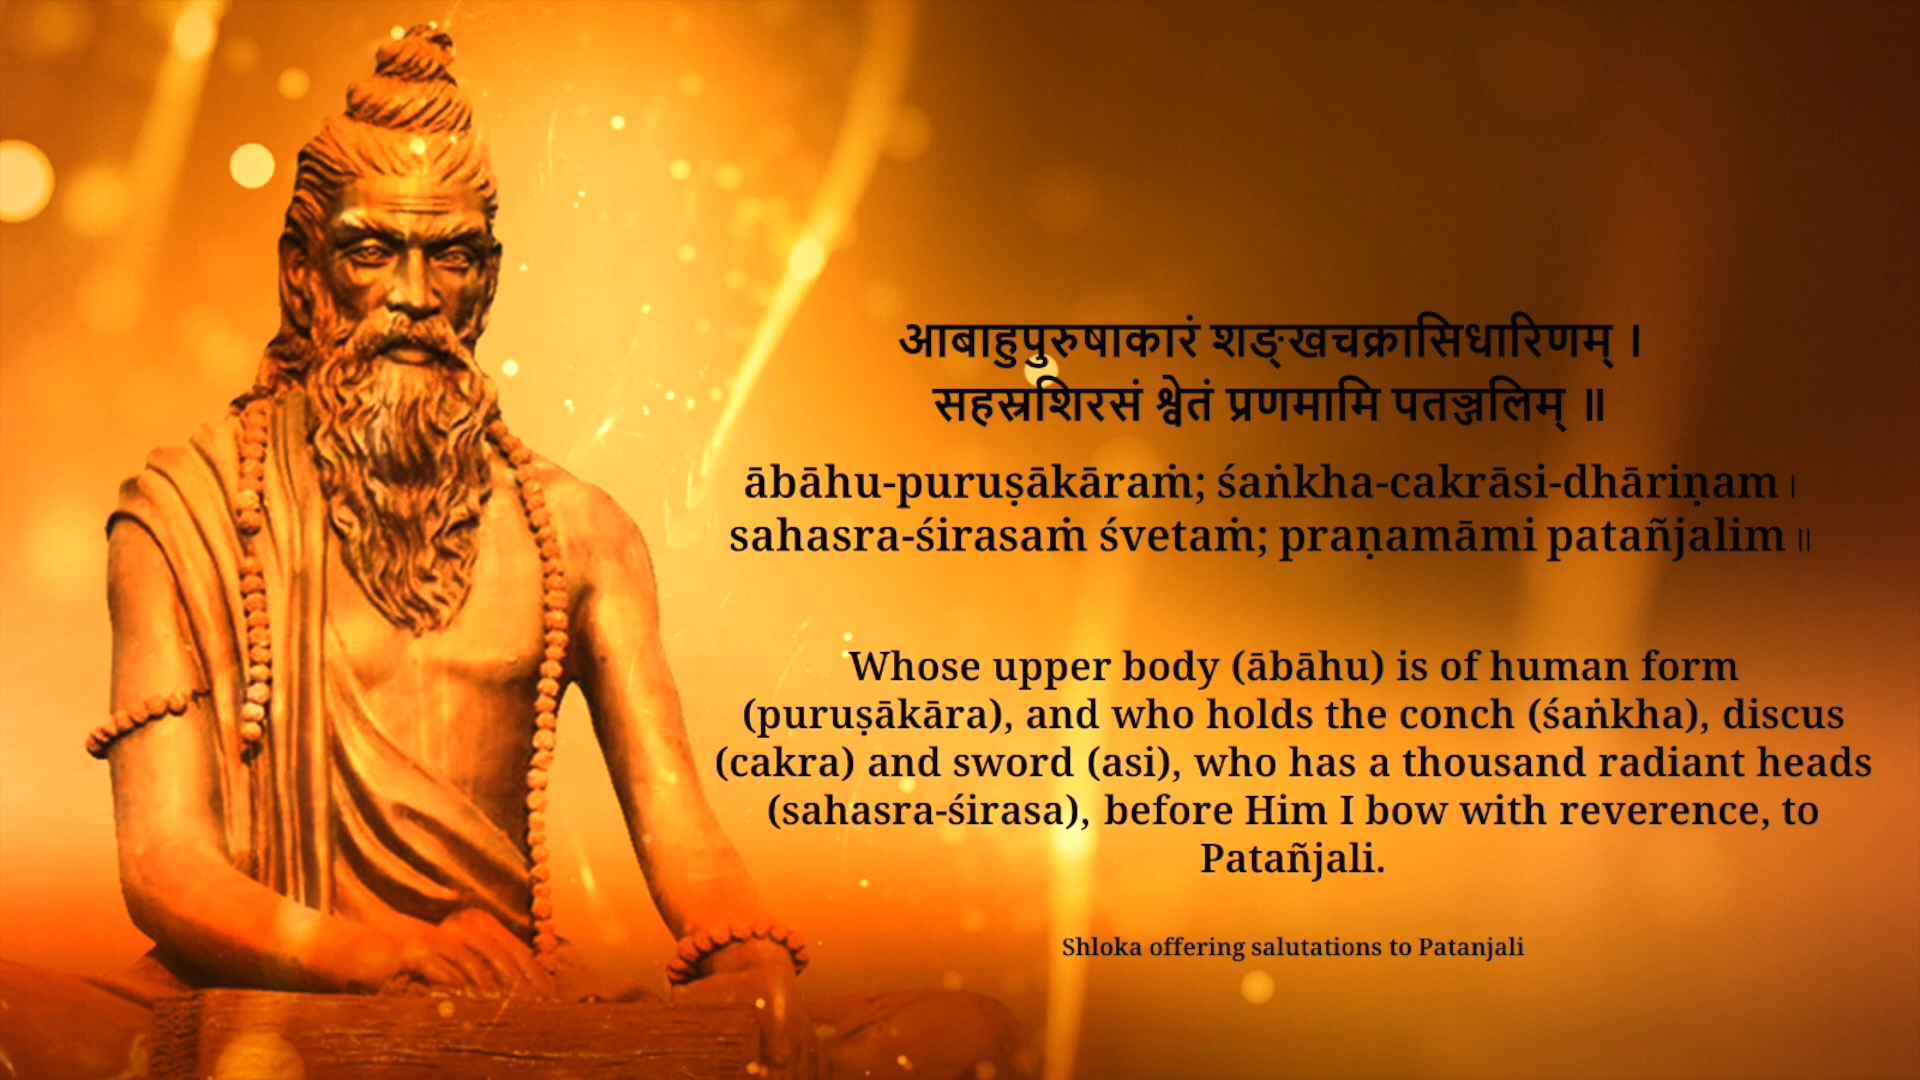 आबाहुपुरुषाकारं शङ्खचक्रासिधारिणम् ।
सहस्रशिरसं श्वेतं प्रणमामि पतञ्जलिम् ॥
ābāhu-puruṣākāraṁ; śaṅkha-cakrāsi-dhāriṇam ।
sahasra-śirasaṁ śvetaṁ; praṇamāmi patañjalim ॥
Whose upper body (ābāhu) is of human form
(puruṣākāra), and who holds the conch (śaṅkha), discus
(cakra) and sword (asi), who has a thousand radiant heads
(sahasra-śirasa), before Him I bow with reverence, to
Patañjali.
Shloka offering salutations to Patanjali